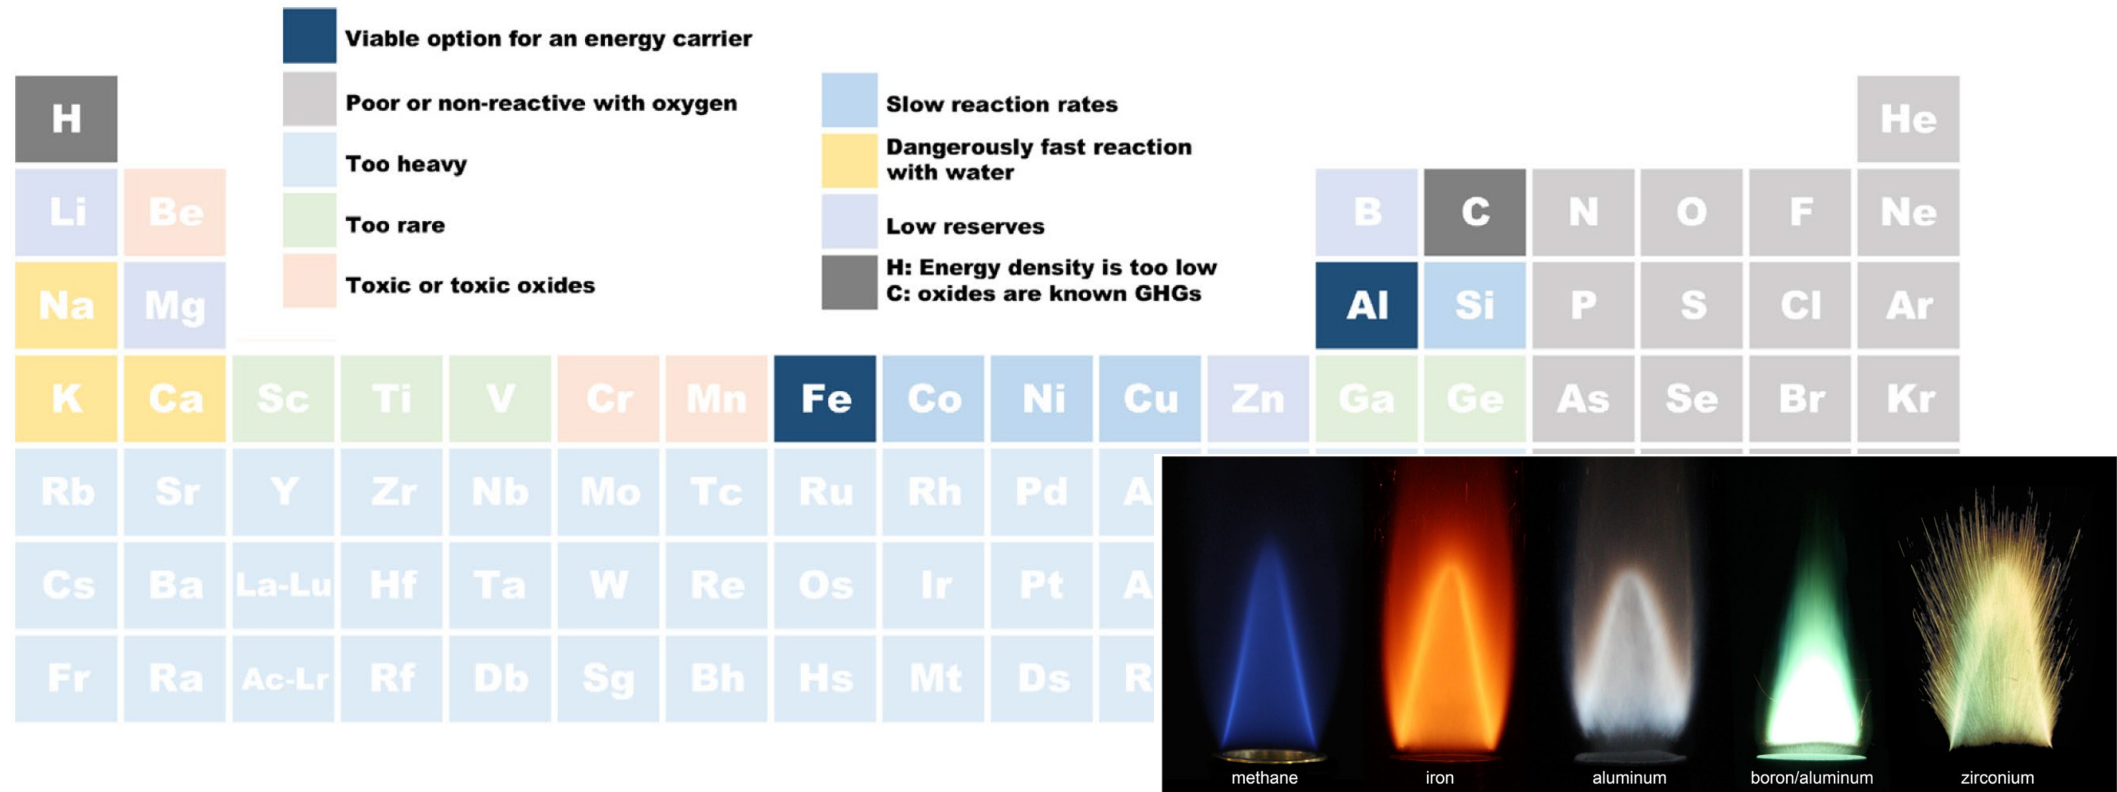 Viable option for an energy carrier
Poor or non-reactive with oxygen
Too heavy
Too rare
Toxic or toxic oxides
Slow reaction rates
Dangerously fast reaction
with water
Low reserves
H: Energy density is too low
C: oxides are known GHGs
H He
Li Be B C N O F Ne
Na Mg Al Si P S Cl Ar
K Ca Sc Ti V Cr Mn Fe Co Ni Cu Zn Ga Ge As Se Br Kr
Rb Sr Y Zr Nb Mo Tc Ru Rh Pd A
Cs Ba La-Lu Hf Ta W Re Os Ir Pt A
Fr Ra Ac-Lr Rf Db Sg Bh Hs Mt Ds R
methane iron aluminum boron/aluminum zirconium